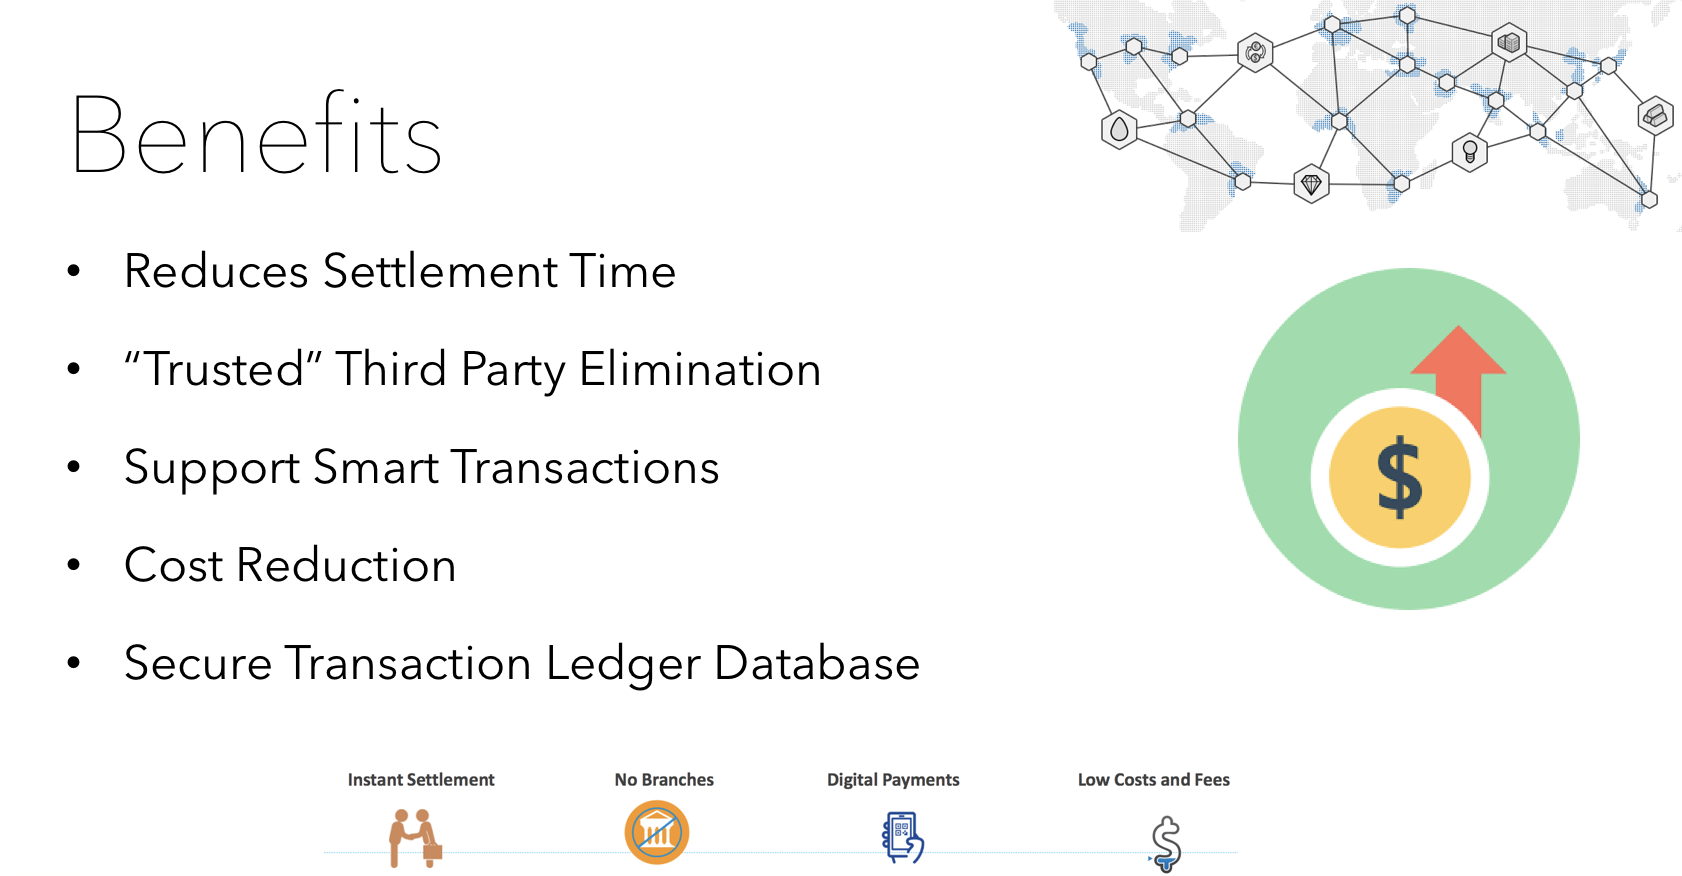 Benefits
• Reduces Settlement Time
• “Trusted” Third Party Elimination
• Support Smart Transactions
• Cost Reduction
• Secure Transaction Ledger Database
$
Instant Settlement
No Branches
Digital Payments
Low Costs and Fees